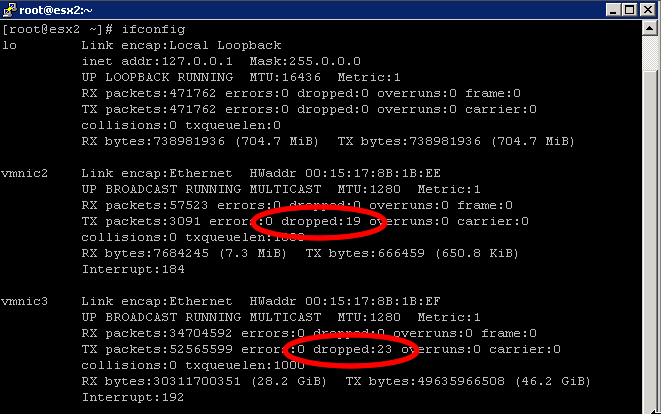 root@esx2:~
[root@esx2 ~]# ifconfig
lo Link encap:Local Loopback
inet addr:127.0.0.1 Mask:255.0.0.0
UP LOOPBACK RUNNING MTU:16436 Metric:1
RX packets:471762 errors:0 dropped:0 overruns:0 frame:0
TX packets:471762 errors:0 dropped:0 overruns:0 carrier:0
collisions:0 txqueuelen:0
RX bytes:738981936 (704.7 MiB) TX bytes:738981936 (704.7 MiB)
vmnic2 Link encap:Ethernet HWaddr 00:15:17:8B:1B:EE
UP BROADCAST RUNNING MULTICAST MTU:1280 Metric:1
RX packets:57523 errors:0 dropped:0 overruns:0 frame:0
TX packets:3091 errors:0 dropped:19 overruns:0 carrier:0
collisions:0 txqueuelen:1000
RX bytes:7684245 (7.3 MiB) TX bytes:666459 (650.8 KiB)
Interrupt:184
vmnic3 Link encap:Ethernet HWaddr 00:15:17:8B:1B:EF
UP BROADCAST RUNNING MULTICAST MTU:1280 Metric:1
RX packets:34704592 errors:0 dropped:0 overruns:0 frame:0
TX packets:52565599 errors:0 dropped:23 overruns:0 carrier:0
collisions:0 txqueuelen:1000
RX bytes:30311700351 (28.2 GiB) TX bytes:49635966508 (46.2 GiB)
Interrupt:192